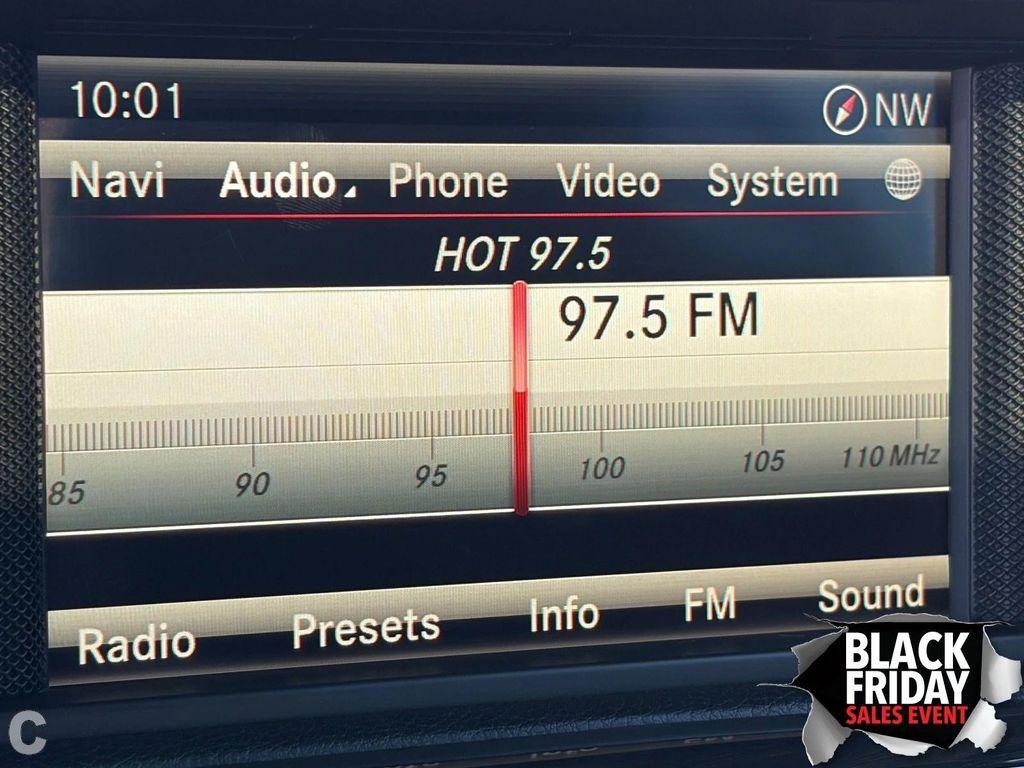 10:01 NW
Navi Audio Phone Video System
HOT 97.5
97.5 FM
85 90 95 100 105 110 MHz
Radio Presets Info FM Sound
BLACK
FRIDAY
SALES EVENT
C